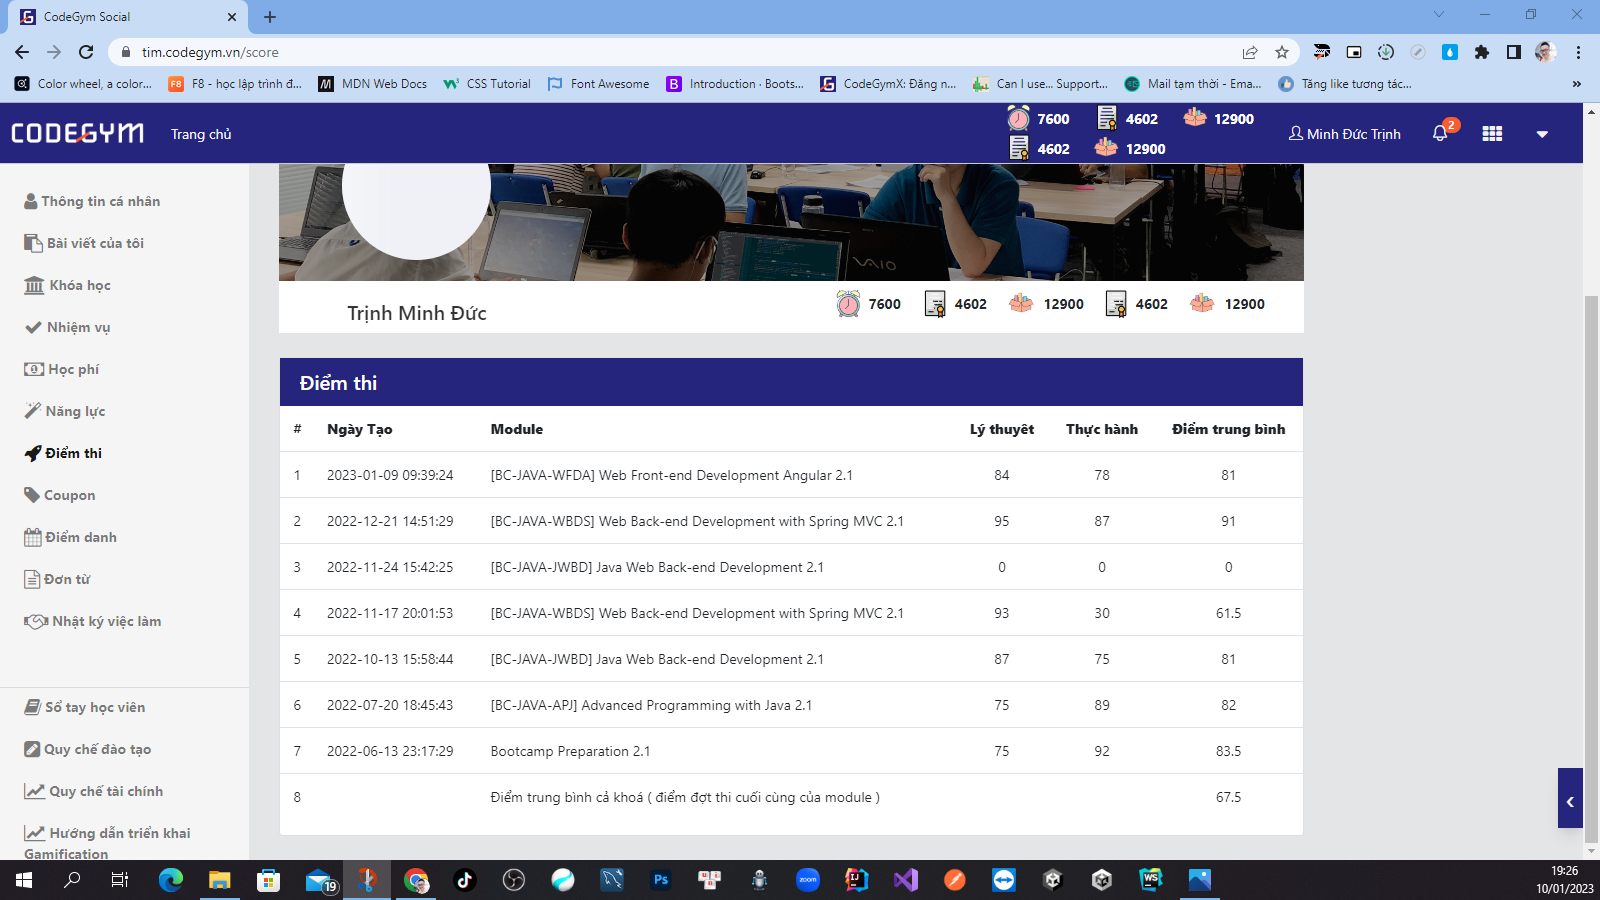 CodeGym Social
tim.codegym.vn/score
Color wheel, a color...
F8 - học lập trình đ...
MDN Web Docs
CSS Tutorial
Font Awesome
Introduction · Boots...
CodeGymX: Đăng n...
Can I use... Support...
Mail tạm thời - Ema...
Tăng like tương tác...
CODEGYM
Trang chủ
7600 4602 12900
4602 12900
Minh Đức Trịnh
2
Thông tin cá nhân
Bài viết của tôi
Khóa học
Nhiệm vụ
Học phí
Năng lực
Điểm thi
Coupon
Điểm danh
Đơn từ
Nhật ký việc làm
Sổ tay học viên
Quy chế đào tạo
Quy chế tài chính
Hướng dẫn triển khai
Gamification
VAIO
Trịnh Minh Đức
7600 4602 12900 4602 12900
Điểm thi
# Ngày Tạo Module Lý thuyết Thực hành Điểm trung bình
1 2023-01-09 09:39:24 [BC-JAVA-WFDA] Web Front-end Development Angular 2.1 84 78 81
2 2022-12-21 14:51:29 [BC-JAVA-WBDS] Web Back-end Development with Spring MVC 2.1 95 87 91
3 2022-11-24 15:42:25 [BC-JAVA-JWBD] Java Web Back-end Development 2.1 0 0 0
4 2022-11-17 20:01:53 [BC-JAVA-WBDS] Web Back-end Development with Spring MVC 2.1 93 30 61.5
5 2022-10-13 15:58:44 [BC-JAVA-JWBD] Java Web Back-end Development 2.1 87 75 81
6 2022-07-20 18:45:43 [BC-JAVA-APJ] Advanced Programming with Java 2.1 75 89 82
7 2022-06-13 23:17:29 Bootcamp Preparation 2.1 75 92 83.5
8 Điểm trung bình cả khoá ( điểm đợt thi cuối cùng của module ) 67.5
19
Ps
zoom
IJ
WS
19:26
10/01/2023